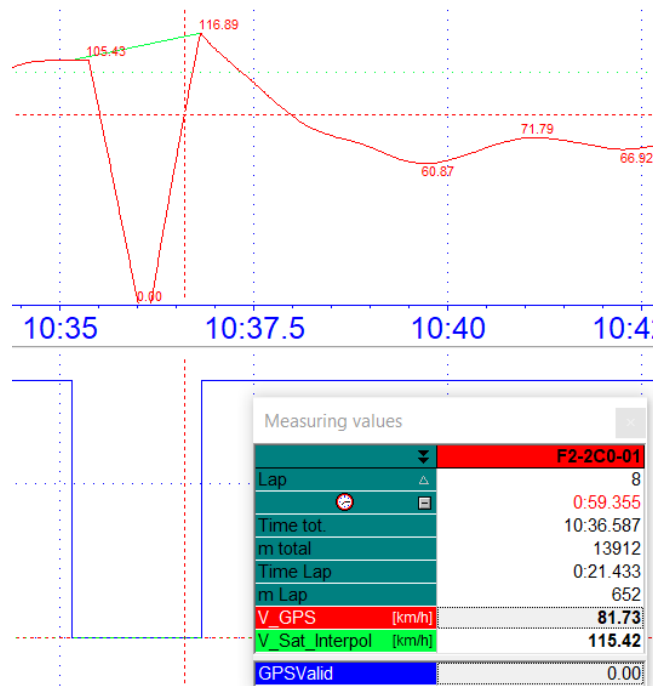 116.89
105.43
71.79
66.92
60.87
0.00
10:35 10:37.5 10:40
Measuring values
F2-2C0-01
Lap 8
0:59.355
Time tot. 10:36.587
m total 13912
Time Lap 0:21.433
m Lap 652
V_GPS [km/h] 81.73
V_Sat_Interpol [km/h] 115.42
GPSValid 0.00